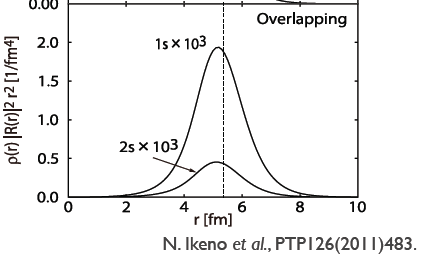 0.00
Overlapping
ρ(r) |R(r)|² r² [1/fm⁴]
2.0
1s × 10³
1.5
1.0
2s × 10³
0.5
0.0
0 2 4 6 8 10
r [fm]
N. Ikeno et al., PTP126(2011)483.